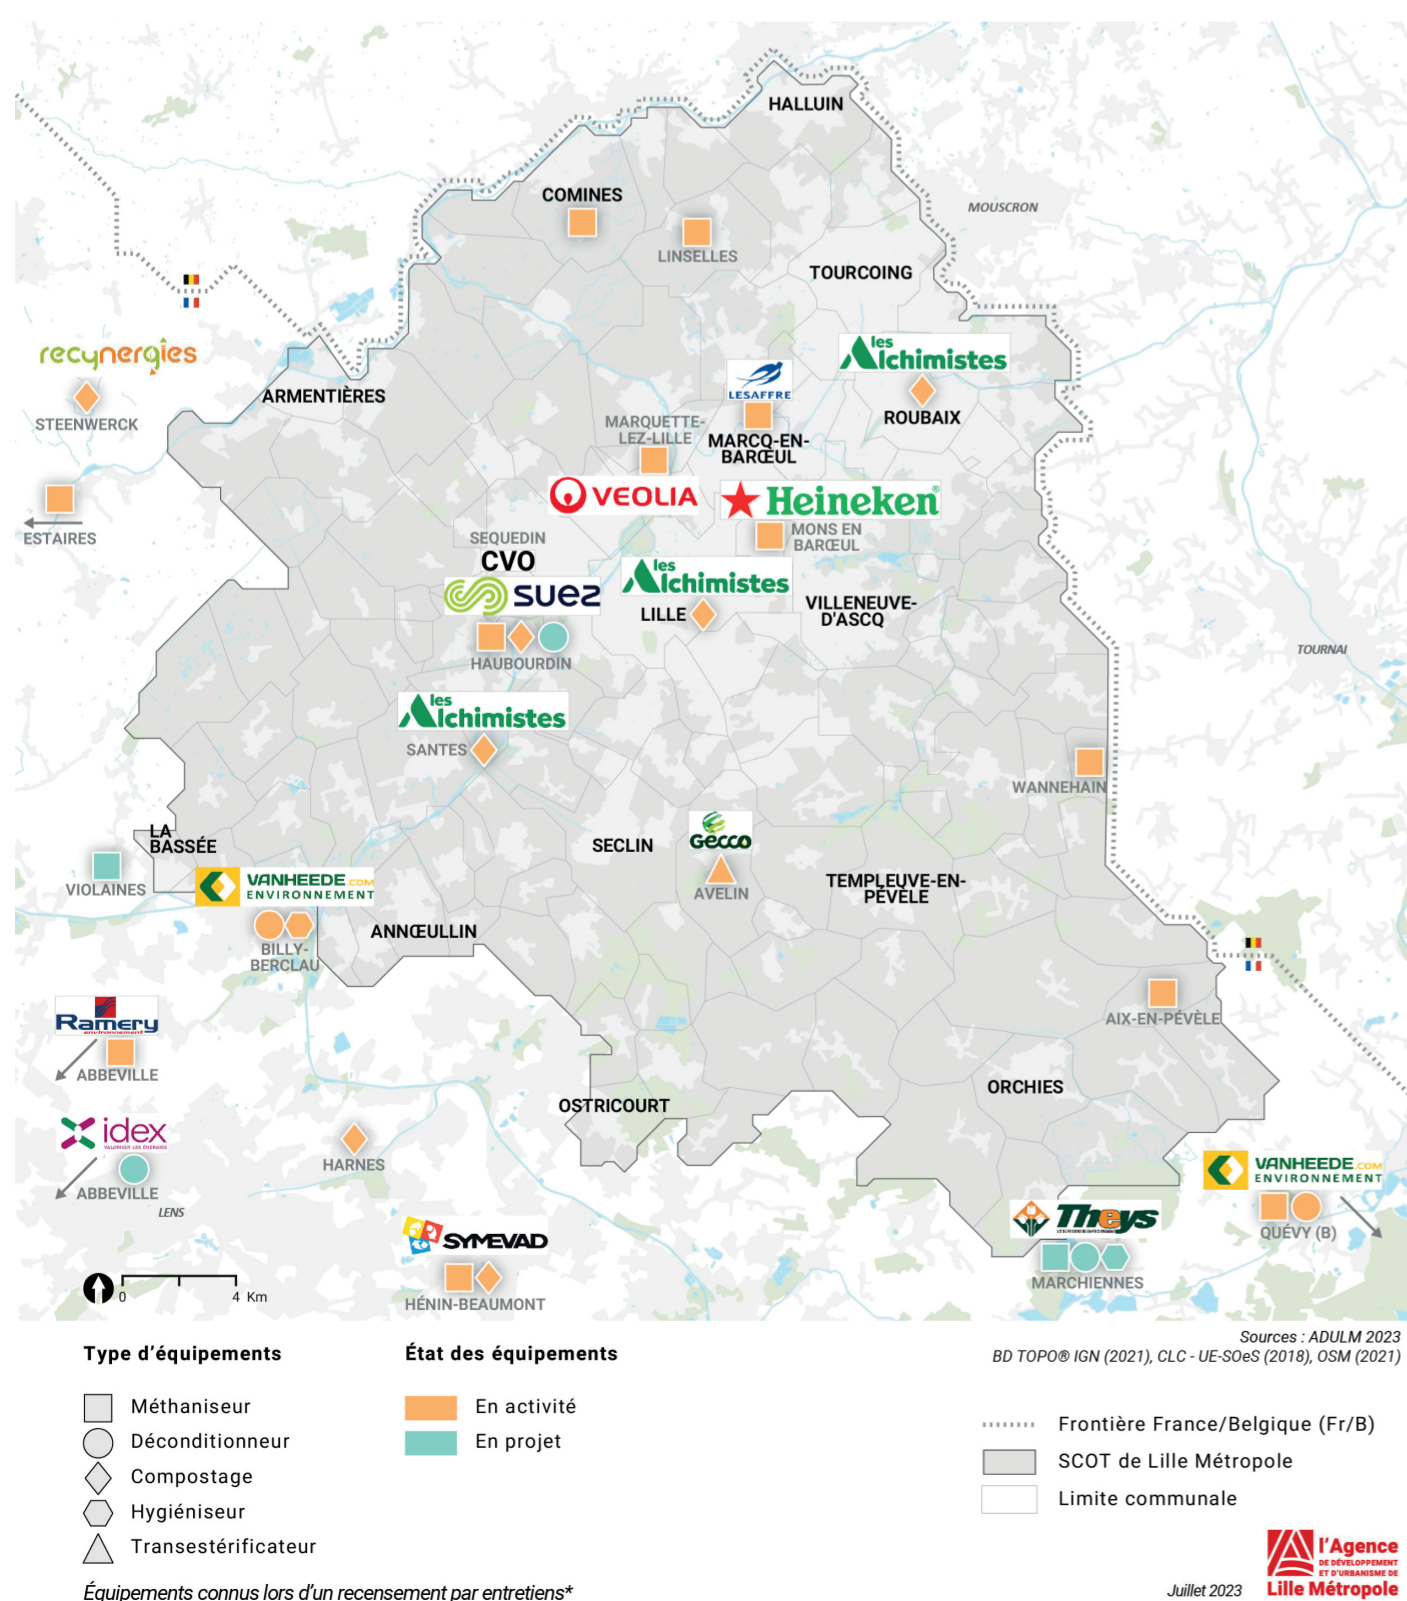 HALLUIN
COMINES
MOUSCRON
LINSELLES
TOURCOING
recynergies
STEENWERCK
ARMENTIÈRES
les
Alchimistes
ROUBAIX
LESAFFRE
MARQUETTE-
LEZ-LILLE
MARCQ-EN-
BARŒUL
VEOLIA
Heineken®
MONS EN
BARŒUL
ESTAIRES
SEQUEDIN
CVO
suez
HAUBOURDIN
les
Alchimistes
LILLE
VILLENEUVE-
D'ASCQ
TOURNAI
les
Alchimistes
SANTES
WANNEHAIN
LA
BASSÉE
SECLIN
GECCO
AVELIN
VIOLAINES
VANHEEDE.COM
ENVIRONNEMENT
TEMPLEUVE-EN-
PÉVÈLE
ANNŒULLIN
BILLY-
BERCLAU
Ramery
environnement
ABBEVILLE
AIX-EN-PÉVÈLE
ORCHIES
OSTRICOURT
idex
VALORISER LES ÉNERGIES
ABBEVILLE
LENS
HARNES
VANHEEDE.COM
ENVIRONNEMENT
QUÉVY (B)
Theys
MARCHIENNES
SYMEVAD
HÉNIN-BEAUMONT
0 4 Km
Sources : ADULM 2023
BD TOPO® IGN (2021), CLC - UE-SOeS (2018), OSM (2021)
Type d'équipements
Méthaniseur
Déconditionneur
Compostage
Hygiéniseur
Transestérificateur
État des équipements
En activité
En projet
Frontière France/Belgique (Fr/B)
SCOT de Lille Métropole
Limite communale
Équipements connus lors d'un recensement par entretiens*
Juillet 2023
l'Agence
DE DÉVELOPPEMENT
ET D'URBANISME DE
Lille Métropole